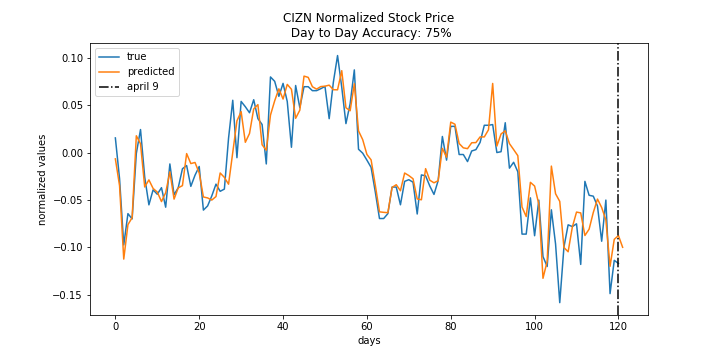 CIZN Normalized Stock Price
Day to Day Accuracy: 75%
true
predicted
april 9
0.10
0.05
0.00
−0.05
−0.10
−0.15
normalized values
0 20 40 60 80 100 120
days